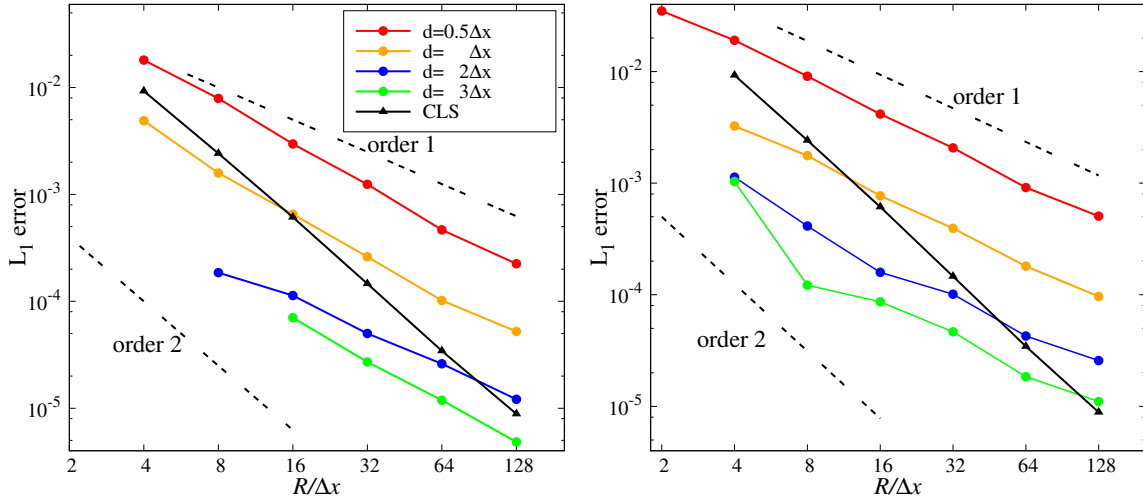 L₁ error
10⁻²
10⁻³
10⁻⁴
10⁻⁵
d=0.5Δx
d= Δx
d= 2Δx
d= 3Δx
CLS
order 1
order 2
2 4 8 16 32 64 128
R/Δx
L₁ error
10⁻²
10⁻³
10⁻⁴
10⁻⁵
order 1
order 2
2 4 8 16 32 64 128
R/Δx